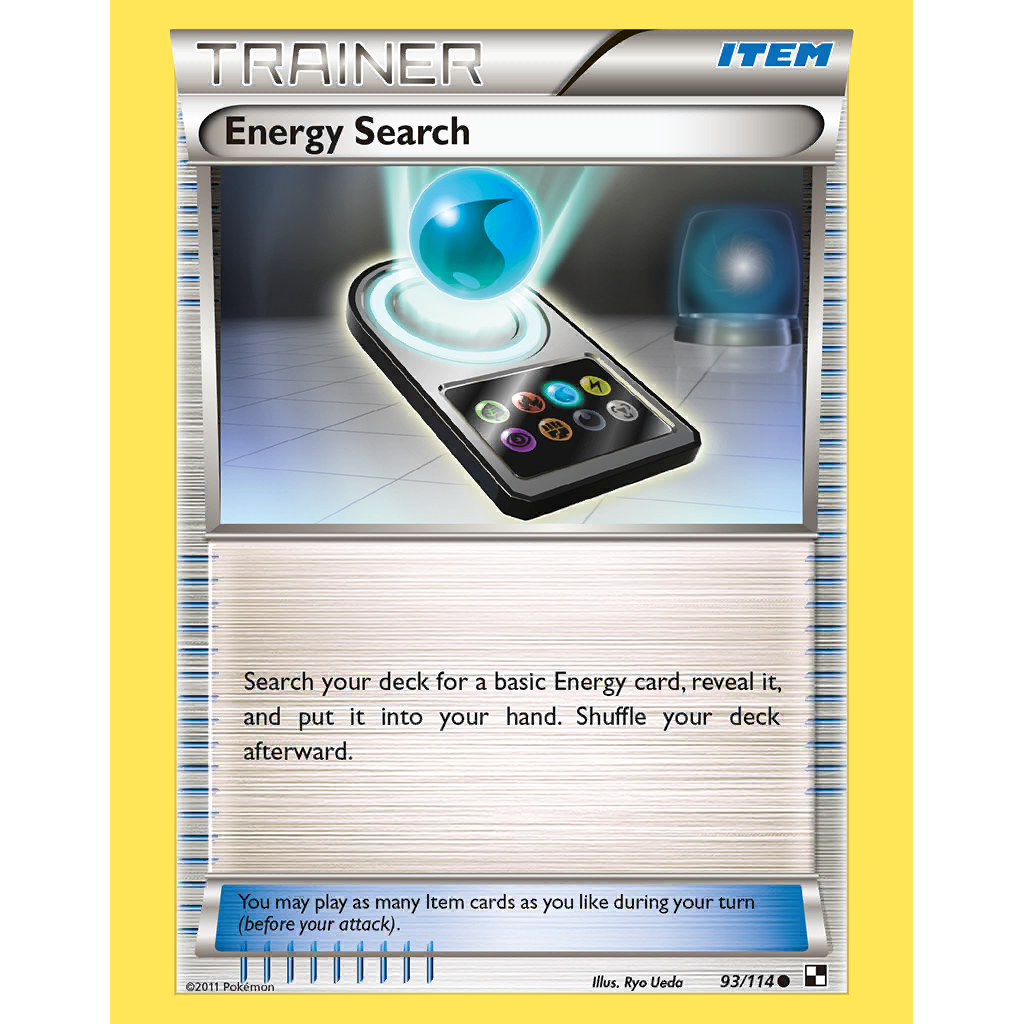 TRAINER
ITEM
Energy Search
Search your deck for a basic Energy card, reveal it,
and put it into your hand. Shuffle your deck
afterward.
You may play as many Item cards as you like during your turn
(before your attack).
©2011 Pokémon
Illus. Ryo Ueda
93/114